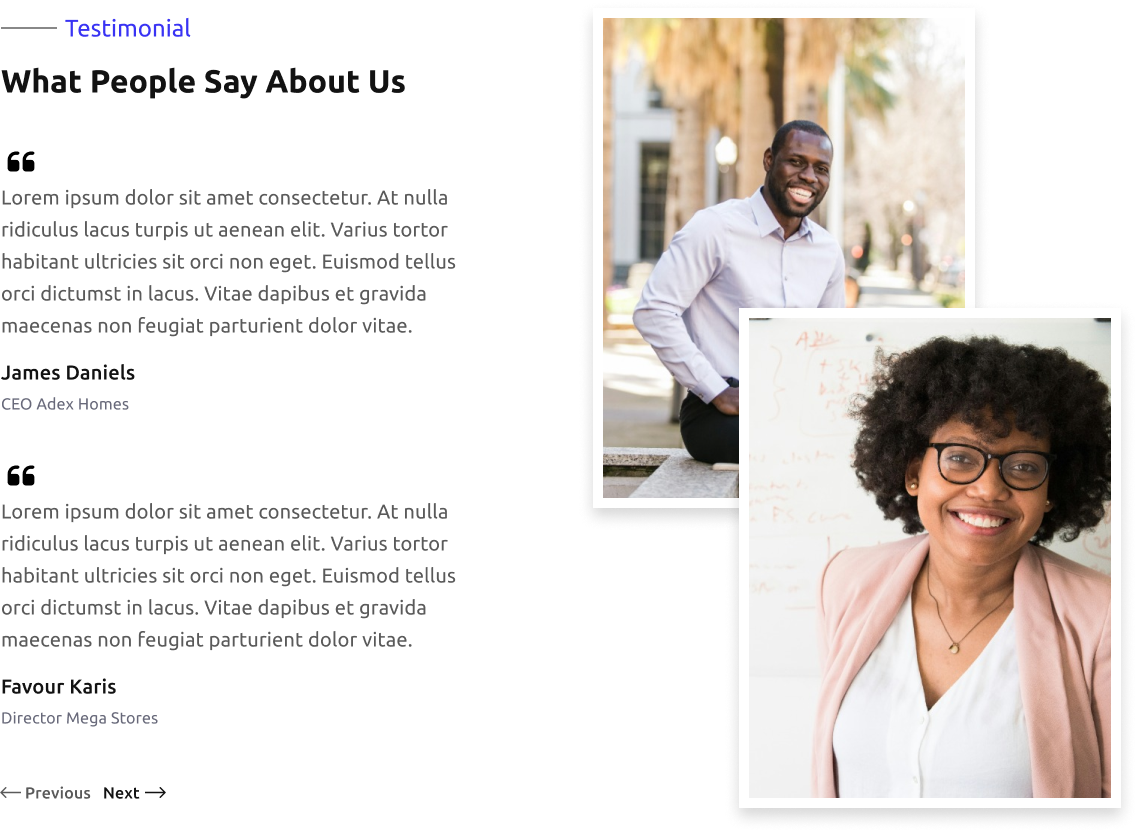 Testimonial
What People Say About Us
❝
Lorem ipsum dolor sit amet consectetur. At nulla
ridiculus lacus turpis ut aenean elit. Varius tortor
habitant ultricies sit orci non eget. Euismod tellus
orci dictumst in lacus. Vitae dapibus et gravida
maecenas non feugiat parturient dolor vitae.
James Daniels
CEO Adex Homes
❝
Lorem ipsum dolor sit amet consectetur. At nulla
ridiculus lacus turpis ut aenean elit. Varius tortor
habitant ultricies sit orci non eget. Euismod tellus
orci dictumst in lacus. Vitae dapibus et gravida
maecenas non feugiat parturient dolor vitae.
Favour Karis
Director Mega Stores
← Previous Next →